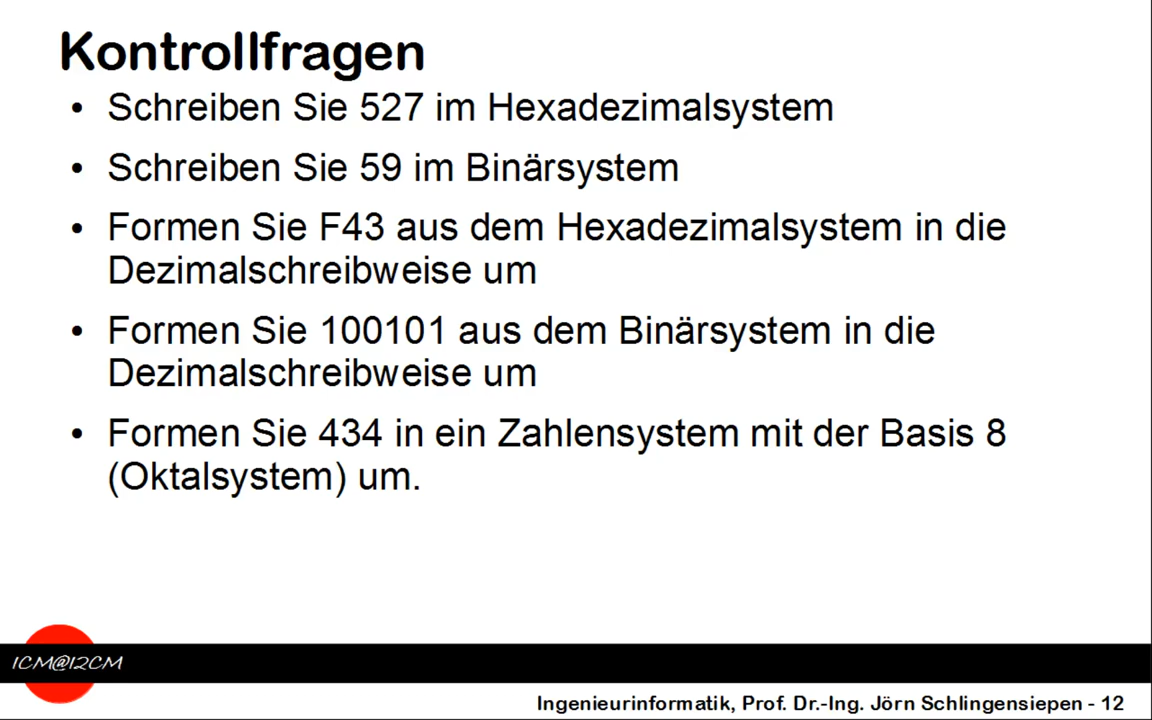 Kontrollfragen
• Schreiben Sie 527 im Hexadezimalsystem
• Schreiben Sie 59 im Binärsystem
• Formen Sie F43 aus dem Hexadezimalsystem in die
Dezimalschreibweise um
• Formen Sie 100101 aus dem Binärsystem in die
Dezimalschreibweise um
• Formen Sie 434 in ein Zahlensystem mit der Basis 8
(Oktalsystem) um.
1CM@12CM
Ingenieurinformatik, Prof. Dr.-Ing. Jörn Schlingensiepen - 12